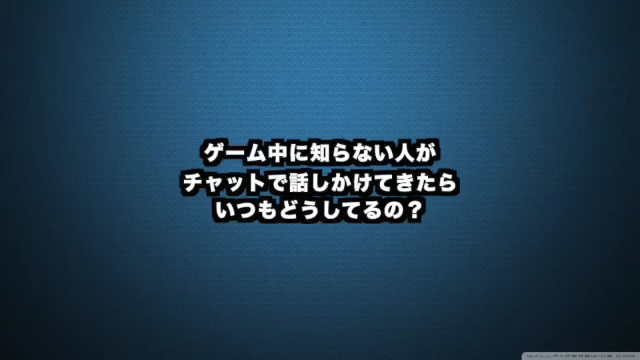 ゲーム中に知らない人が
チャットで話しかけてきたら
いつもどうしてるの？